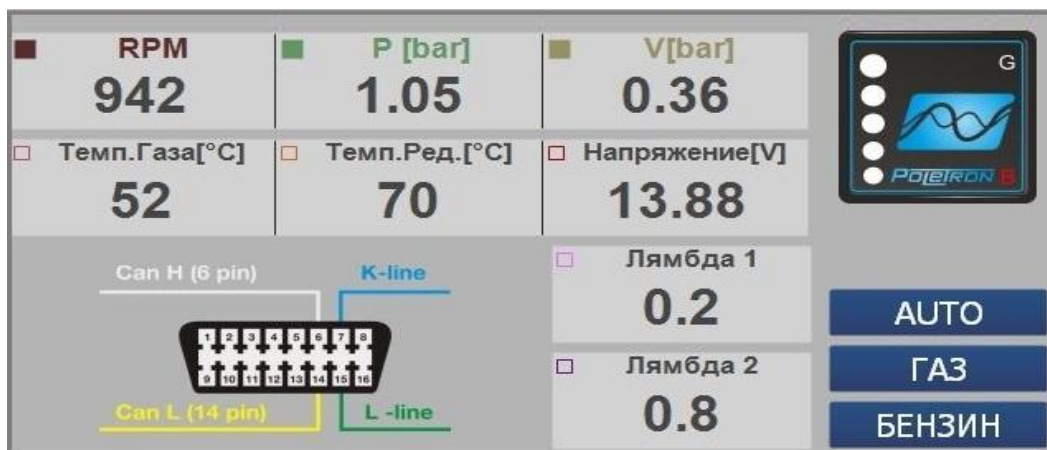 RPM
P [bar]
V[bar]
942
1.05
0.36
Темп.Газа[°C]
Темп.Ред.[°C]
Напряжение[V]
52
70
13.88
G
POLETRON B
Can H (6 pin)
K-line
1 2 3 4 5 6 7 8
9 10 11 12 13 14 15 16
Can L (14 pin)
L -line
Лямбда 1
0.2
Лямбда 2
0.8
AUTO
ГАЗ
БЕНЗИН